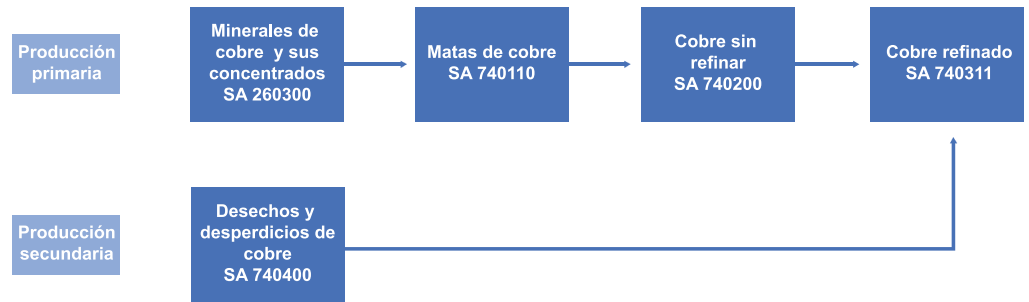 Producción
primaria
Minerales de
cobre y sus
concentrados
SA 260300
Matas de cobre
SA 740110
Cobre sin
refinar
SA 740200
Cobre refinado
SA 740311
Producción
secundaria
Desechos y
desperdicios de
cobre
SA 740400